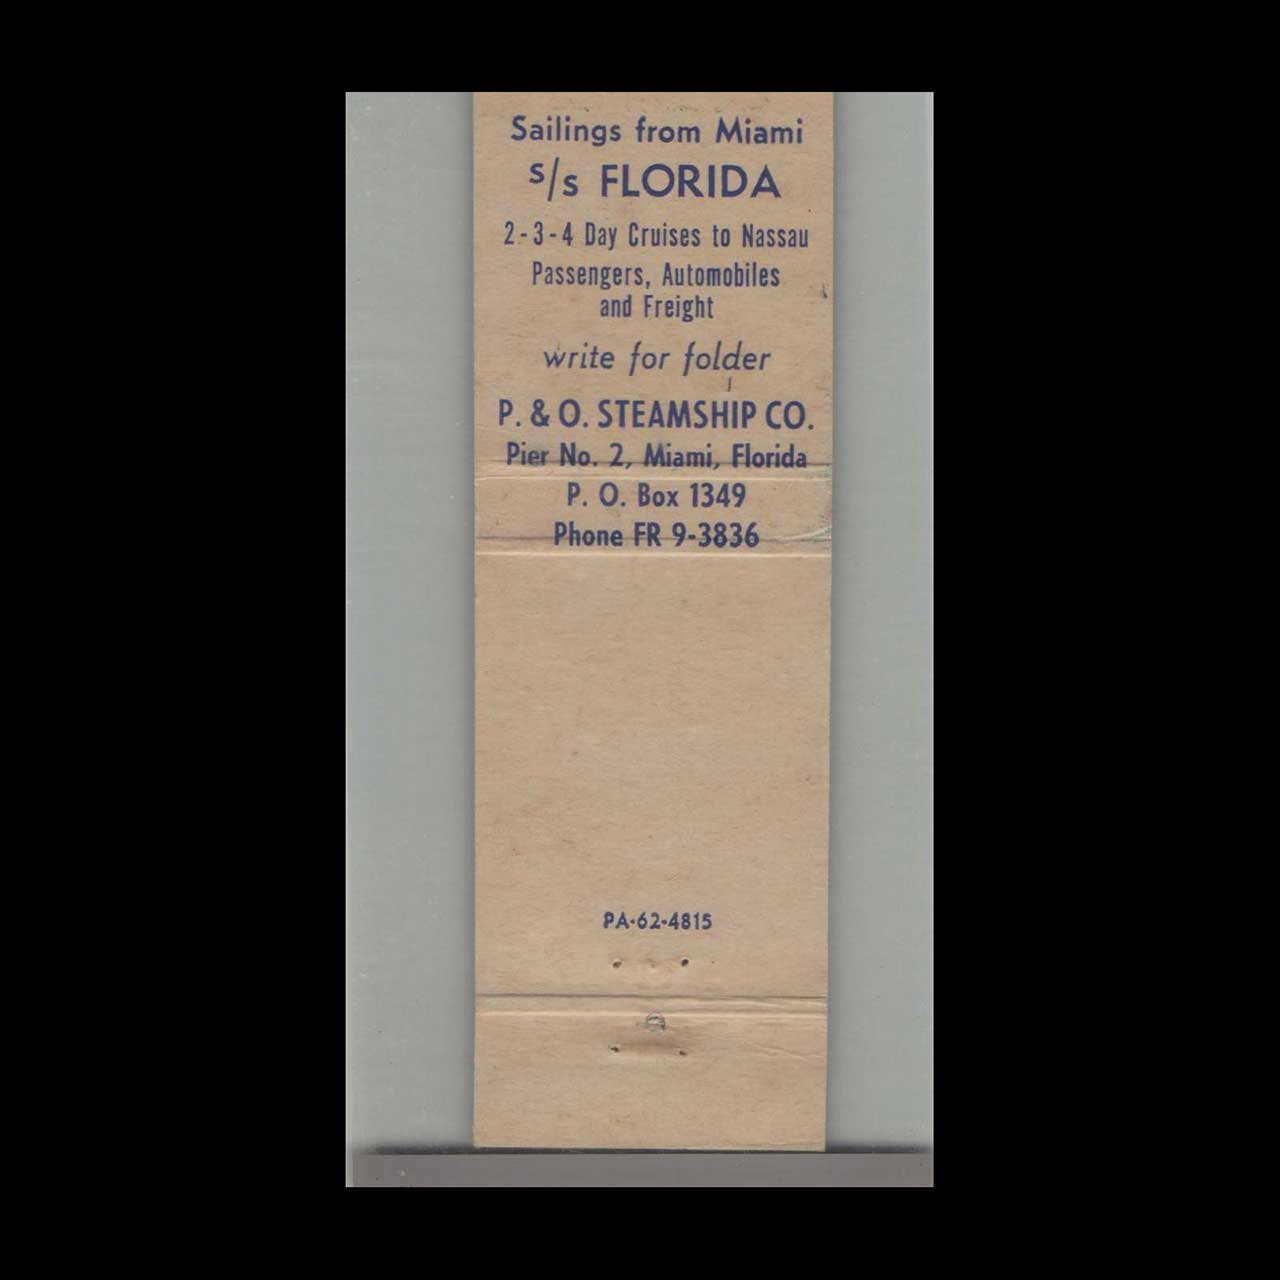 Sailings from Miami
s/s FLORIDA
2-3-4 Day Cruises to Nassau
Passengers, Automobiles
and Freight
write for folder
P. & O. STEAMSHIP CO.
Pier No. 2, Miami, Florida
P. O. Box 1349
Phone FR 9-3836
PA-62-4815